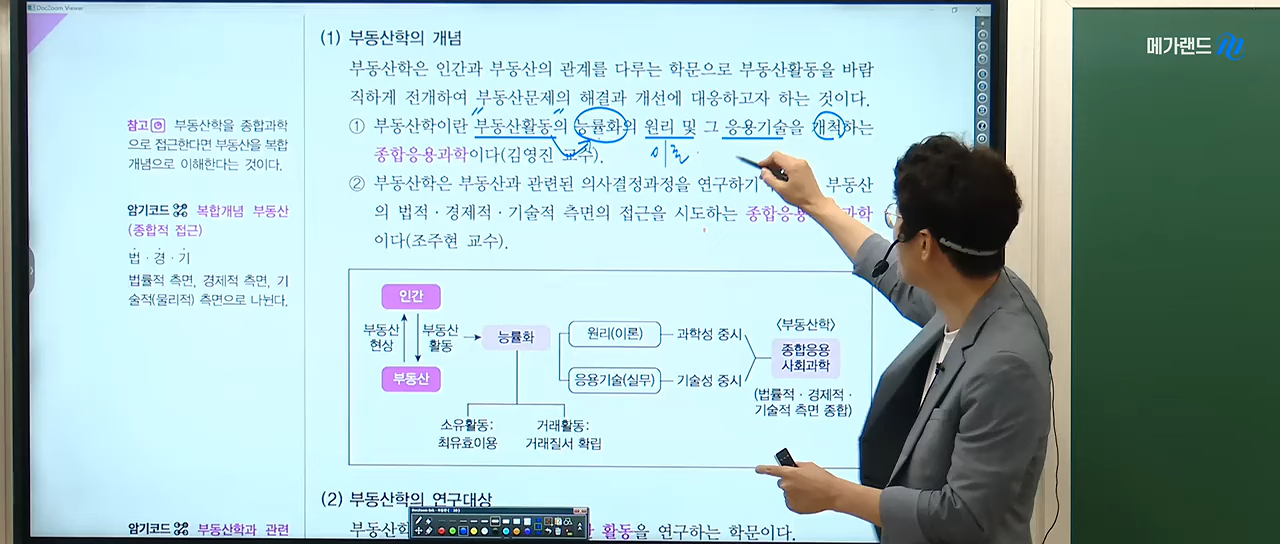 DocZoom Viewer
메가랜드
(1) 부동산학의 개념
부동산학은 인간과 부동산의 관계를 다루는 학문으로 부동산활동을 바람
직하게 전개하여 부동산문제의 해결과 개선에 대응하고자 하는 것이다.
① 부동산학이란 부동산활동의 능률화의 원리 및 그 응용기술을 개척하는
종합응용과학이다(김영진 교수).
이론
② 부동산학은 부동산과 관련된 의사결정과정을 연구하기 부동산
의 법적·경제적·기술적 측면의 접근을 시도하는 종합응용 과학
이다(조주현 교수).
참고 부동산학을 종합과학
으로 접근한다면 부동산을 복합
개념으로 이해한다는 것이다.
암기코드 복합개념 부동산
(종합적 접근)
법·경·기
법률적 측면, 경제적 측면, 기
술적(물리적) 측면으로 나뉜다.
인간
부동산
현상
부동산
활동
부동산
능률화
원리(이론)
과학성 중시
응용기술(실무)
기술성 중시
〈부동산학〉
종합응용
사회과학
(법률적·경제적·
기술적 측면 종합)
소유활동:
최유효이용
거래활동:
거래질서 확립
(2) 부동산학의 연구대상
부동산학 활동을 연구하는 학문이다.
암기코드 부동산학과 관련